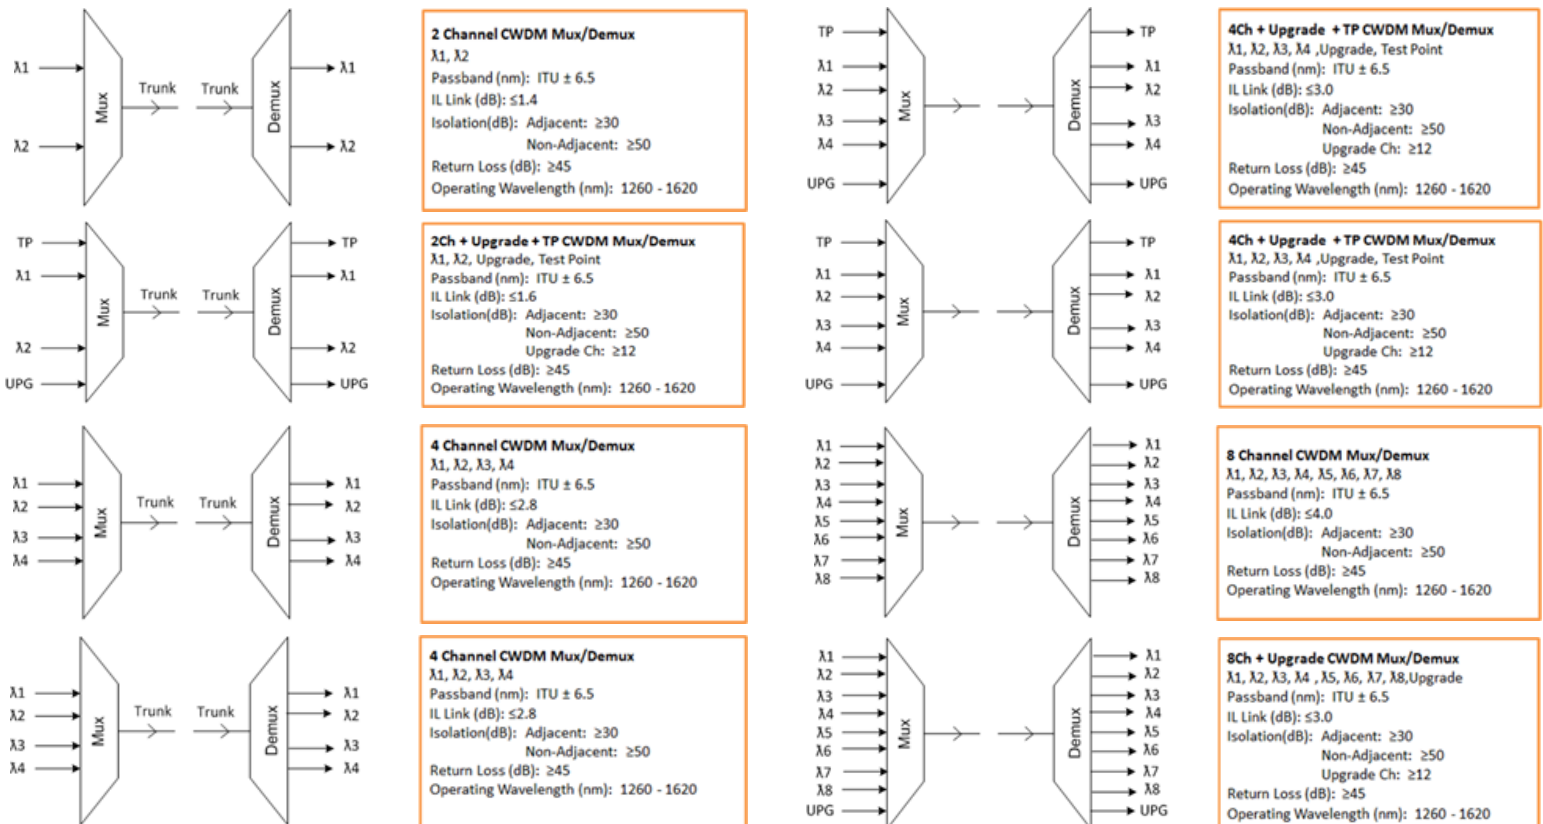 λ1
λ2
Mux
Trunk
Trunk
Demux
λ1
λ2
2 Channel CWDM Mux/Demux
λ1, λ2
Passband (nm): ITU ± 6.5
IL Link (dB): ≤1.4
Isolation(dB): Adjacent: ≥30
Non-Adjacent: ≥50
Return Loss (dB): ≥45
Operating Wavelength (nm): 1260 - 1620
TP
λ1
λ2
λ3
λ4
UPG
Mux
Demux
TP
λ1
λ2
λ3
λ4
UPG
4Ch + Upgrade + TP CWDM Mux/Demux
λ1, λ2, λ3, λ4 ,Upgrade, Test Point
Passband (nm): ITU ± 6.5
IL Link (dB): ≤3.0
Isolation(dB): Adjacent: ≥30
Non-Adjacent: ≥50
Upgrade Ch: ≥12
Return Loss (dB): ≥45
Operating Wavelength (nm): 1260 - 1620
TP
λ1
λ2
UPG
Mux
Trunk
Trunk
Demux
TP
λ1
λ2
UPG
2Ch + Upgrade + TP CWDM Mux/Demux
λ1, λ2, Upgrade, Test Point
Passband (nm): ITU ± 6.5
IL Link (dB): ≤1.6
Isolation(dB): Adjacent: ≥30
Non-Adjacent: ≥50
Upgrade Ch: ≥12
Return Loss (dB): ≥45
Operating Wavelength (nm): 1260 - 1620
TP
λ1
λ2
λ3
λ4
UPG
Mux
Demux
TP
λ1
λ2
λ3
λ4
UPG
4Ch + Upgrade + TP CWDM Mux/Demux
λ1, λ2, λ3, λ4 ,Upgrade, Test Point
Passband (nm): ITU ± 6.5
IL Link (dB): ≤3.0
Isolation(dB): Adjacent: ≥30
Non-Adjacent: ≥50
Upgrade Ch: ≥12
Return Loss (dB): ≥45
Operating Wavelength (nm): 1260 - 1620
λ1
λ2
λ3
λ4
Mux
Trunk
Trunk
Demux
λ1
λ2
λ3
λ4
4 Channel CWDM Mux/Demux
λ1, λ2, λ3, λ4
Passband (nm): ITU ± 6.5
IL Link (dB): ≤2.8
Isolation(dB): Adjacent: ≥30
Non-Adjacent: ≥50
Return Loss (dB): ≥45
Operating Wavelength (nm): 1260 - 1620
λ1
λ2
λ3
λ4
λ5
λ6
λ7
λ8
Mux
Demux
λ1
λ2
λ3
λ4
λ5
λ6
λ7
λ8
8 Channel CWDM Mux/Demux
λ1, λ2, λ3, λ4, λ5, λ6, λ7, λ8
Passband (nm): ITU ± 6.5
IL Link (dB): ≤4.0
Isolation(dB): Adjacent: ≥30
Non-Adjacent: ≥50
Return Loss (dB): ≥45
Operating Wavelength (nm): 1260 - 1620
λ1
λ2
λ3
λ4
Mux
Trunk
Trunk
Demux
λ1
λ2
λ3
λ4
4 Channel CWDM Mux/Demux
λ1, λ2, λ3, λ4
Passband (nm): ITU ± 6.5
IL Link (dB): ≤2.8
Isolation(dB): Adjacent: ≥30
Non-Adjacent: ≥50
Return Loss (dB): ≥45
Operating Wavelength (nm): 1260 - 1620
λ1
λ2
λ3
λ4
λ5
λ6
λ7
λ8
UPG
Mux
Demux
λ1
λ2
λ3
λ4
λ5
λ6
λ7
λ8
UPG
8Ch + Upgrade CWDM Mux/Demux
λ1, λ2, λ3, λ4 , λ5, λ6, λ7, λ8,Upgrade
Passband (nm): ITU ± 6.5
IL Link (dB): ≤3.0
Isolation(dB): Adjacent: ≥30
Non-Adjacent: ≥50
Upgrade Ch: ≥12
Return Loss (dB): ≥45
Operating Wavelength (nm): 1260 - 1620